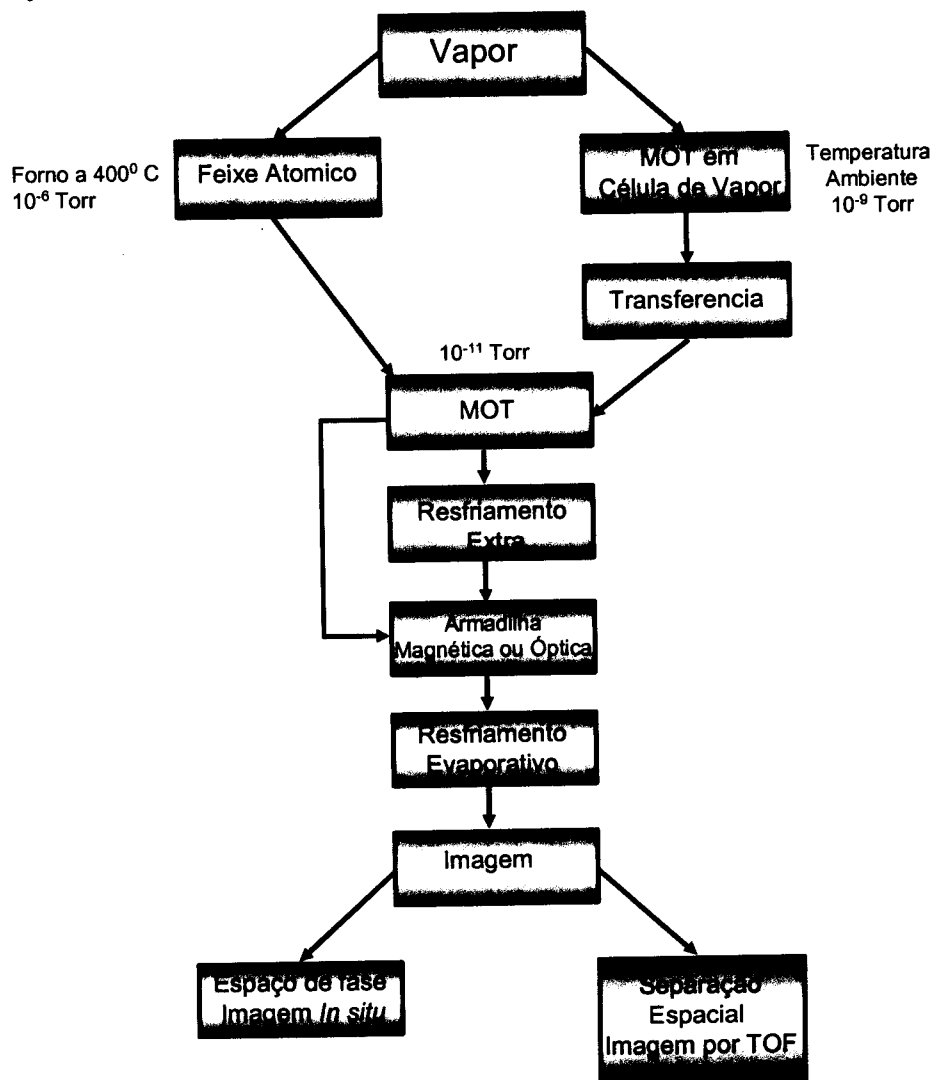 Vapor
Forno a 400⁰ C
10⁻⁶ Torr
Feixe Atomico
MOT em
Célula de Vapor
Temperatura
Ambiente
10⁻⁹ Torr
Transferencia
10⁻¹¹ Torr
MOT
Resfriamento
Extra
Armadilha
Magnética ou Óptica
Resfriamento
Evaporativo
Imagem
Espaço de fase
Imagem In situ
Separação
Espacial
Imagem por TOF